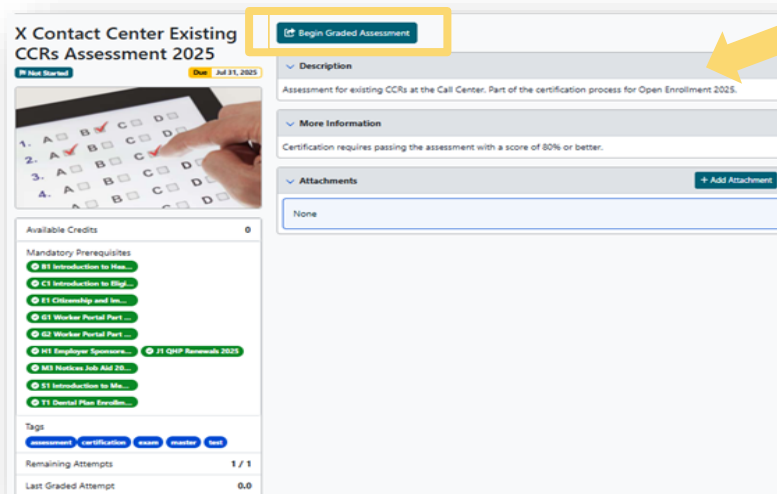 X Contact Center Existing
CCRs Assessment 2025
Not Started
Due Jul 31, 2025
1. A B C D
2. A B C D
3. A B C D
4. A B C D
A B C D
Available Credits 0
Mandatory Prerequisites
B1 Introduction to Hea...
C1 Introduction to Eligi...
E1 Citizenship and Im...
G1 Worker Portal Part ...
G2 Worker Portal Part ...
H1 Employer Sponsore... J1 QHP Renewals 2025
M3 Notices Job Aid 20...
S1 Introduction to Me...
T1 Dental Plan Enrollm...
Tags
assessment certification exam master test
Remaining Attempts 1 / 1
Last Graded Attempt 0.0
Begin Graded Assessment
Description
Assessment for existing CCRs at the Call Center. Part of the certification process for Open Enrollment 2025.
More Information
Certification requires passing the assessment with a score of 80% or better.
Attachments
+ Add Attachment
None